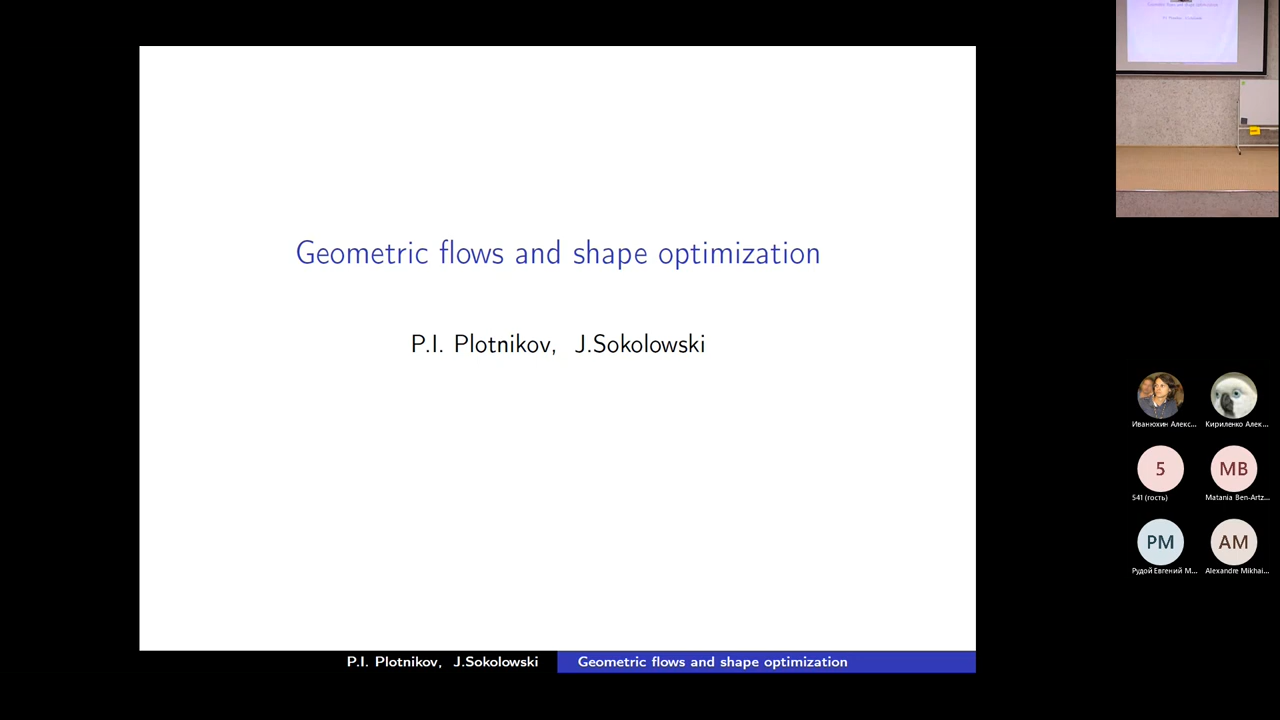 Geometric flows and shape optimization
P.I. Plotnikov, J.Sokolowski
P.I. Plotnikov, J.Sokolowski
Geometric flows and shape optimization
Иванюхин Алекс...
Кириленко Алек...
5
MB
541 (гость)
Matania Ben-Artz...
PM
AM
Рудой Евгений М...
Alexandre Mikhai...